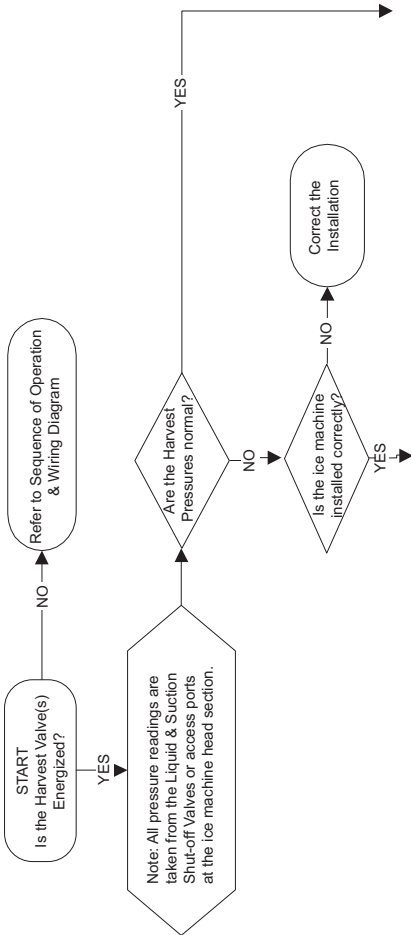 START
Is the Harvest Valve(s)
Energized?
NO
Refer to Sequence of Operation
& Wiring Diagram
YES
Note: All pressure readings are
taken from the Liquid & Suction
Shut-off Valves or access ports
at the ice machine head section.
Are the Harvest
Pressures normal?
YES
NO
Is the ice machine
installed correctly?
NO
Correct the
Installation
YES